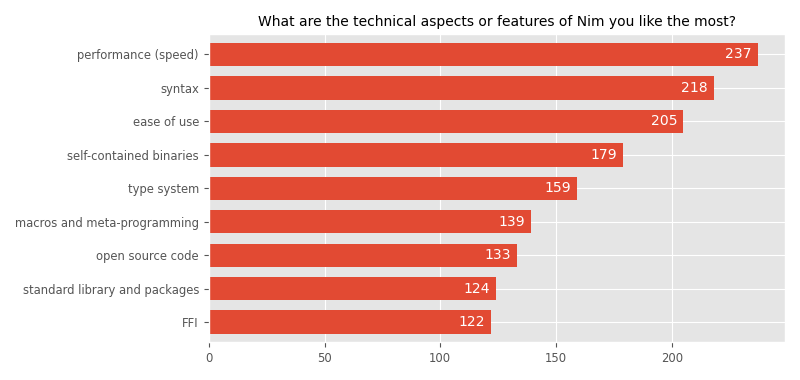 What are the technical aspects or features of Nim you like the most?
performance (speed) 237
syntax 218
ease of use 205
self-contained binaries 179
type system 159
macros and meta-programming 139
open source code 133
standard library and packages 124
FFI 122
0 50 100 150 200